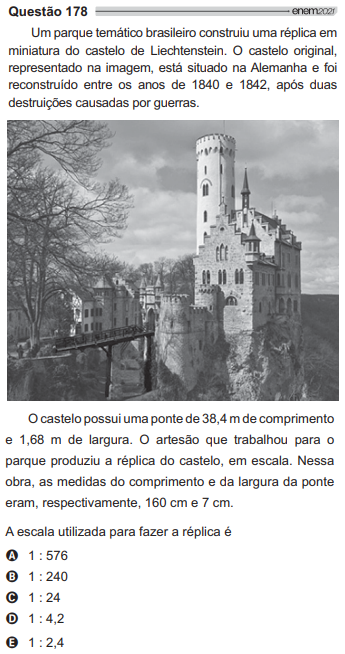 Questão 178 enem2021
Um parque temático brasileiro construiu uma réplica em
miniatura do castelo de Liechtenstein. O castelo original,
representado na imagem, está situado na Alemanha e foi
reconstruído entre os anos de 1840 e 1842, após duas
destruições causadas por guerras.
O castelo possui uma ponte de 38,4 m de comprimento
e 1,68 m de largura. O artesão que trabalhou para o
parque produziu a réplica do castelo, em escala. Nessa
obra, as medidas do comprimento e da largura da ponte
eram, respectivamente, 160 cm e 7 cm.
A escala utilizada para fazer a réplica é
A 1 : 576
B 1 : 240
C 1 : 24
D 1 : 4,2
E 1 : 2,4